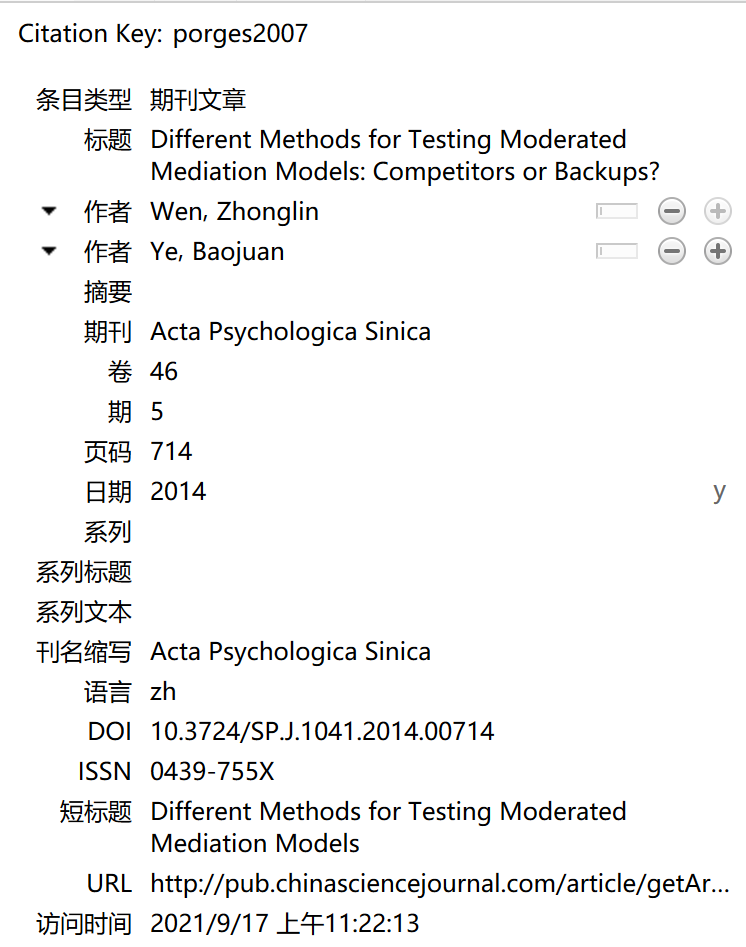 Citation Key: porges2007
条目类型 期刊文章
标题 Different Methods for Testing Moderated
Mediation Models: Competitors or Backups?
作者 Wen, Zhonglin
作者 Ye, Baojuan
摘要
期刊 Acta Psychologica Sinica
卷 46
期 5
页码 714
日期 2014 y
系列
系列标题
系列文本
刊名缩写 Acta Psychologica Sinica
语言 zh
DOI 10.3724/SP.J.1041.2014.00714
ISSN 0439-755X
短标题 Different Methods for Testing Moderated
Mediation Models
URL http://pub.chinasciencejournal.com/article/getAr...
访问时间 2021/9/17 上午11:22:13